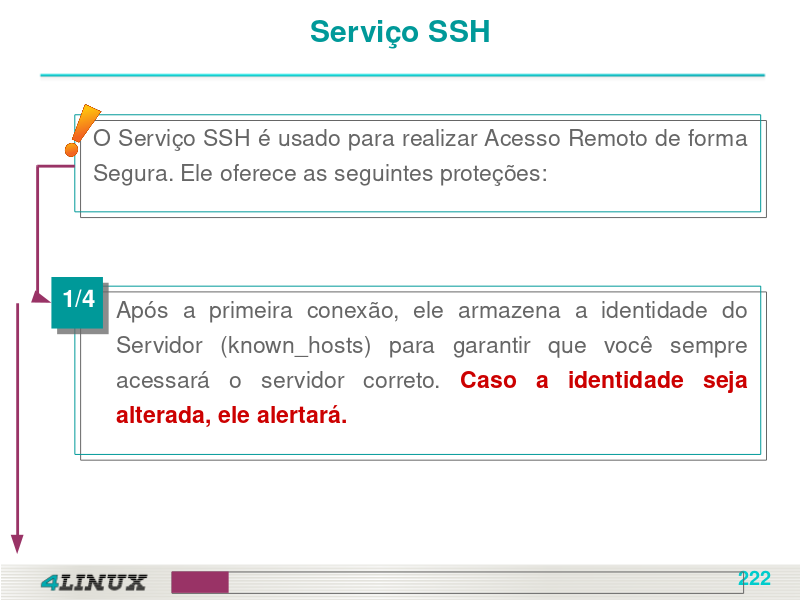 Serviço SSH
O Serviço SSH é usado para realizar Acesso Remoto de forma
Segura. Ele oferece as seguintes proteções:
1/4
Após a primeira conexão, ele armazena a identidade do
Servidor (known_hosts) para garantir que você sempre
acessará o servidor correto. Caso a identidade seja
alterada, ele alertará.
4LINUX
222